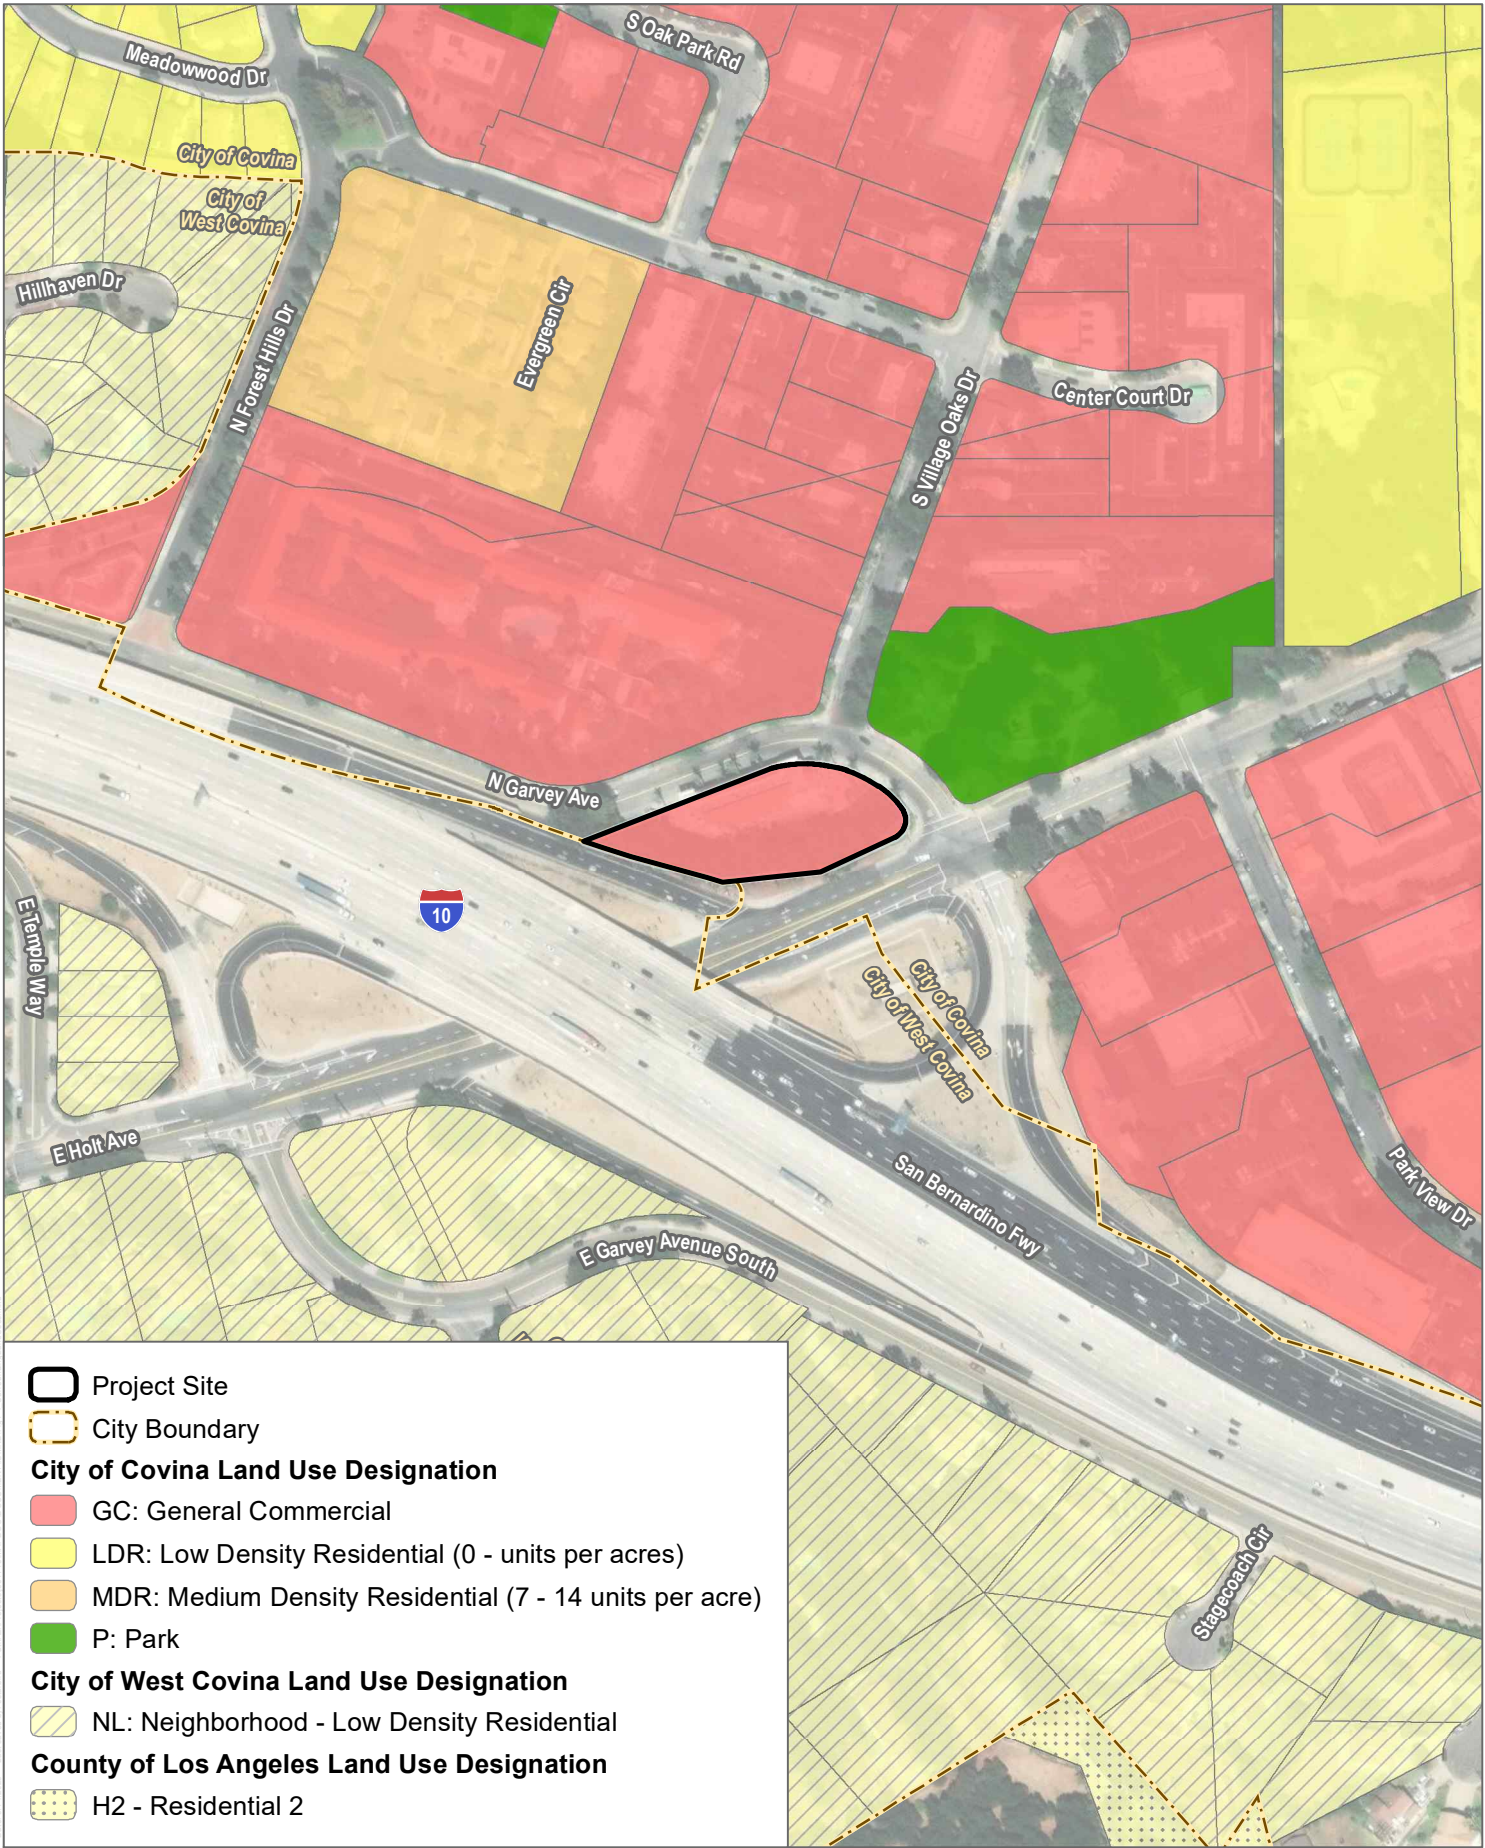 S Oak Park Rd
Meadowwood Dr
City of Covina
City of
West Covina
Hillhaven Dr
Evergreen Cir
N Forest Hills Dr
Center Court Dr
S Village Oaks Dr
N Garvey Ave
10
E Temple Way
City of Covina
City of West Covina
E Holt Ave
San Bernardino Fwy
Park View Dr
E Garvey Avenue South
Stagecoach Cir
Project Site
City Boundary
City of Covina Land Use Designation
GC: General Commercial
LDR: Low Density Residential (0 - units per acres)
MDR: Medium Density Residential (7 - 14 units per acre)
P: Park
City of West Covina Land Use Designation
NL: Neighborhood - Low Density Residential
County of Los Angeles Land Use Designation
H2 - Residential 2